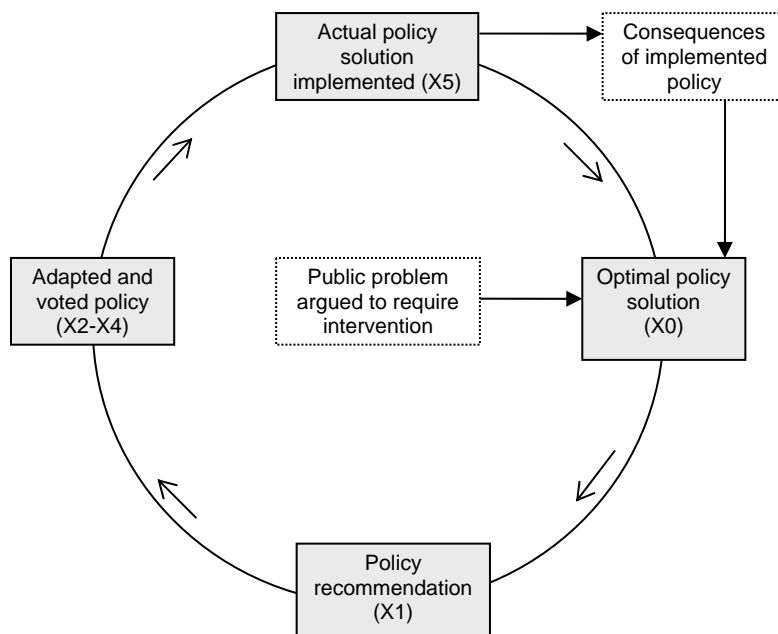 Actual policy
solution
implemented (X5)
Consequences
of implemented
policy
Adapted and
voted policy
(X2-X4)
Public problem
argued to require
intervention
Optimal policy
solution
(X0)
Policy
recommendation
(X1)